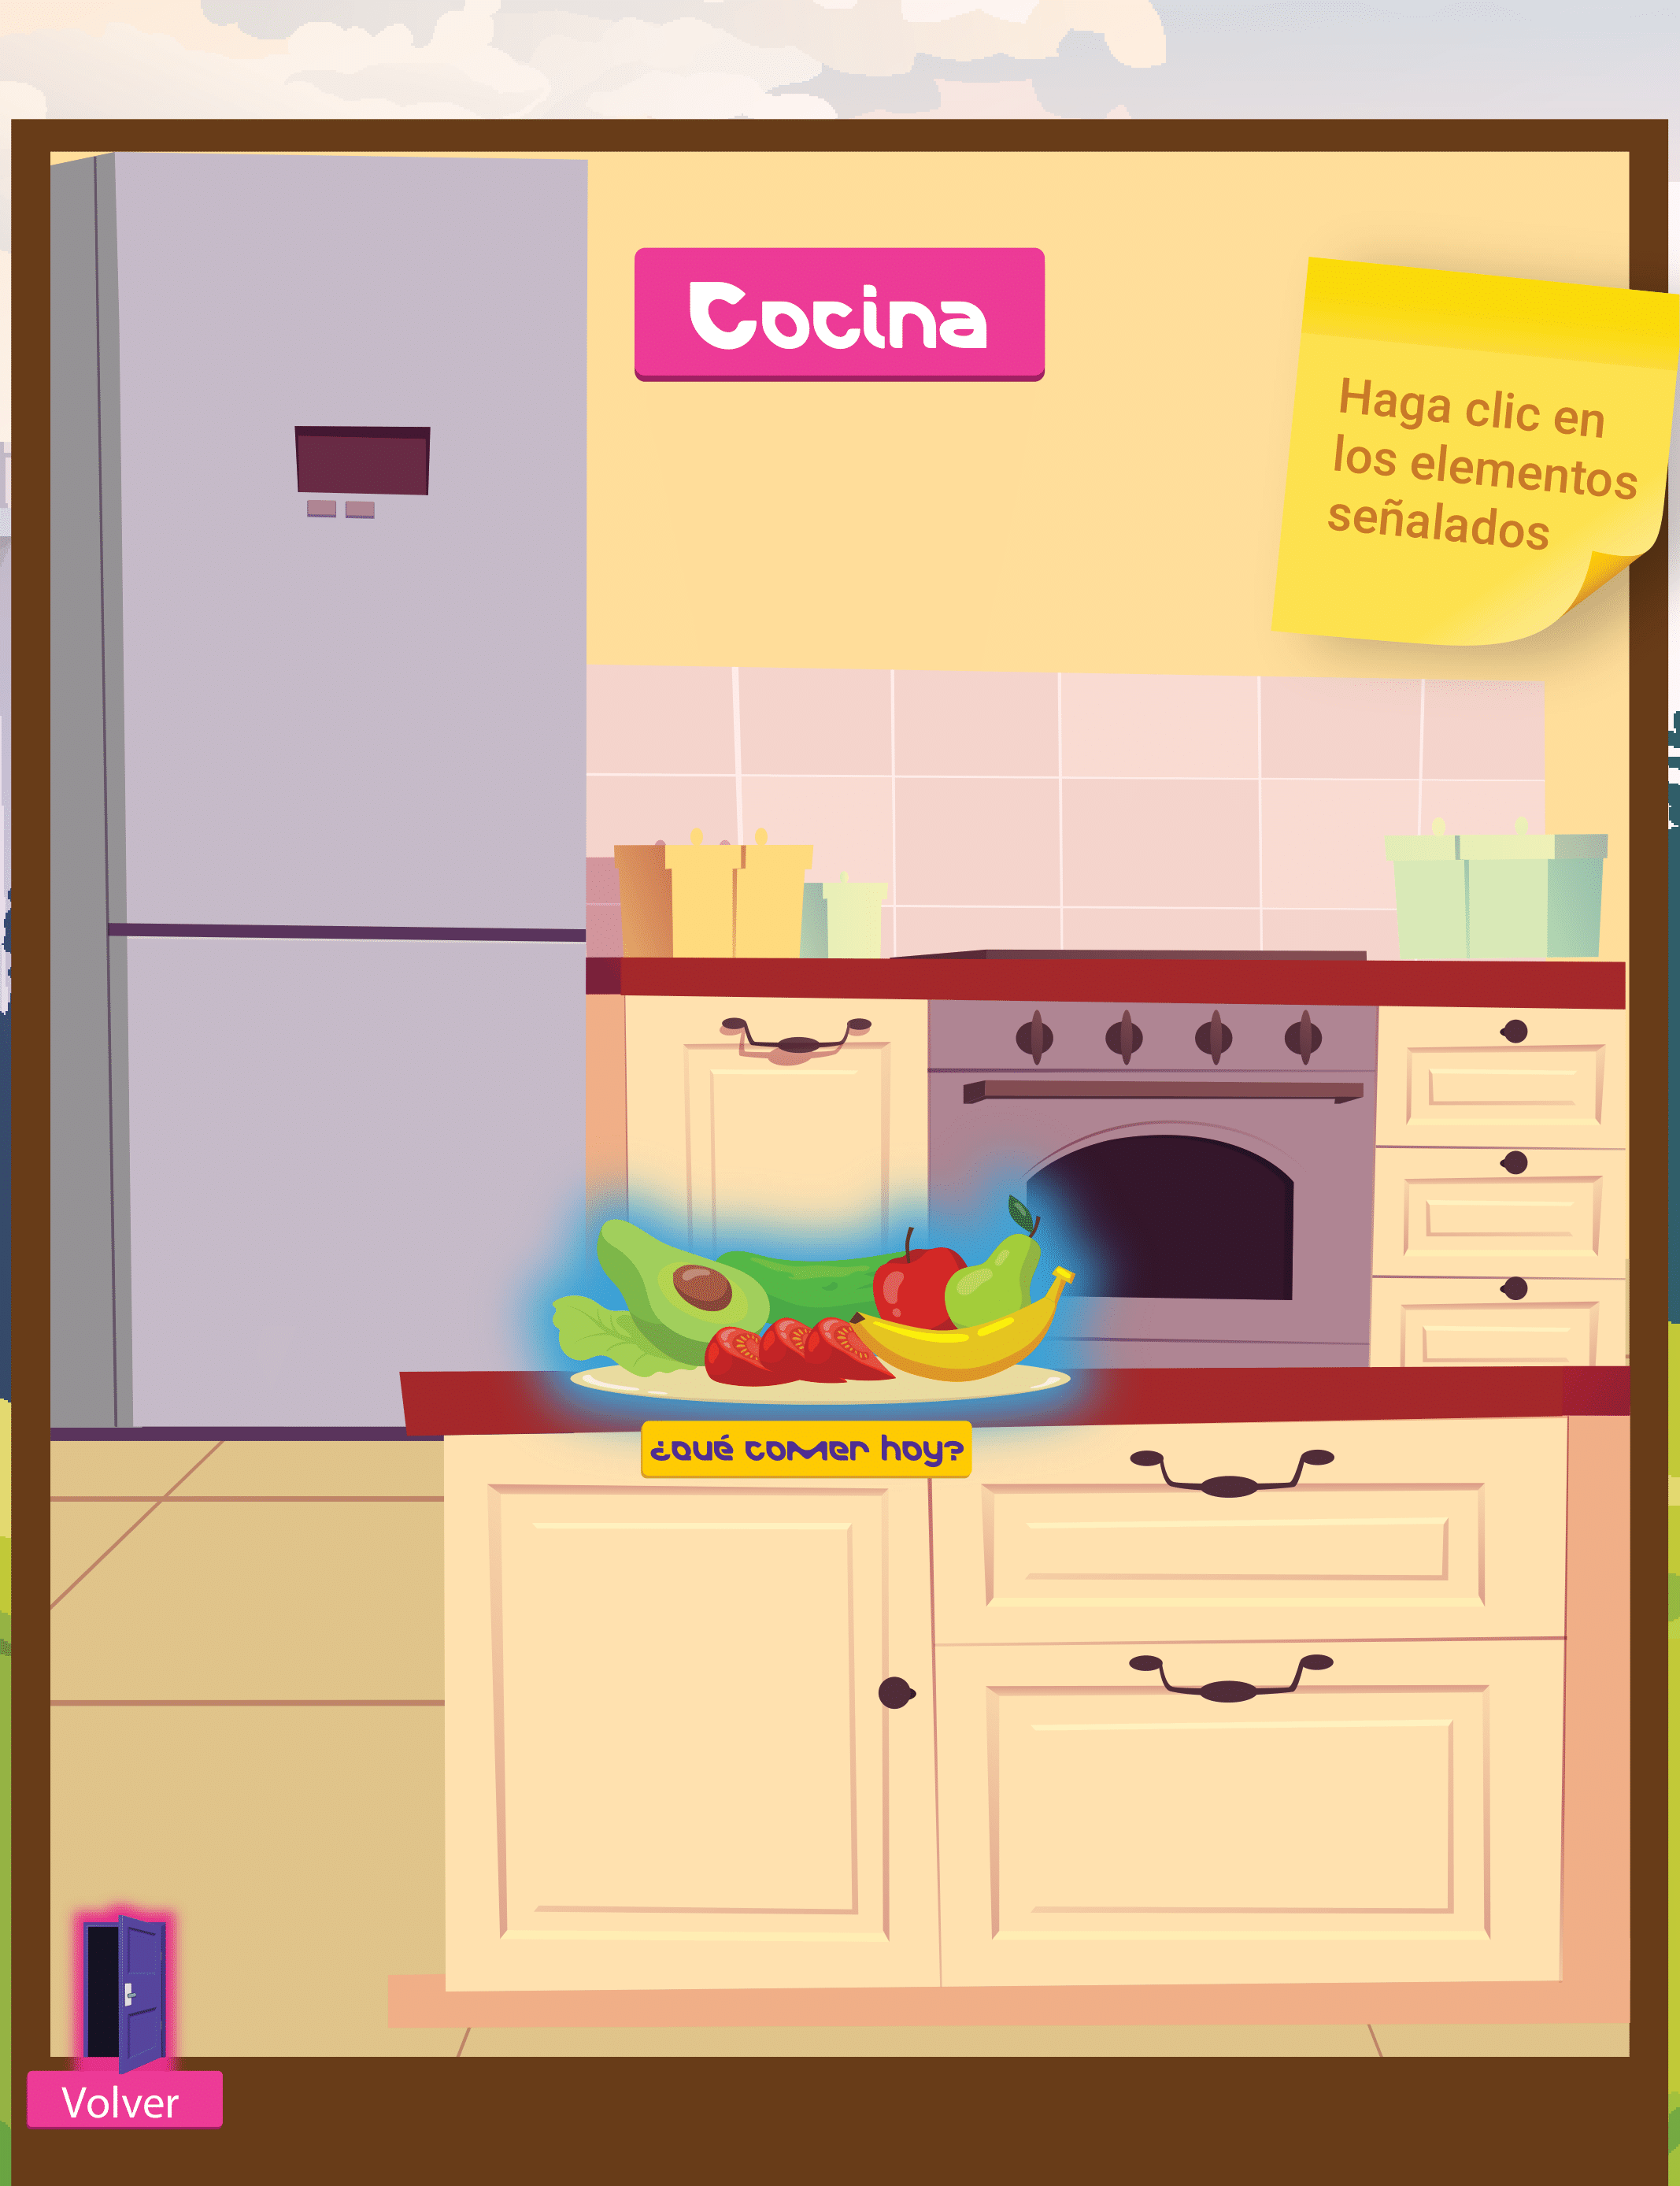 Cocina
Haga clic en
los elementos
señalados
¿qué comer hoy?
Volver